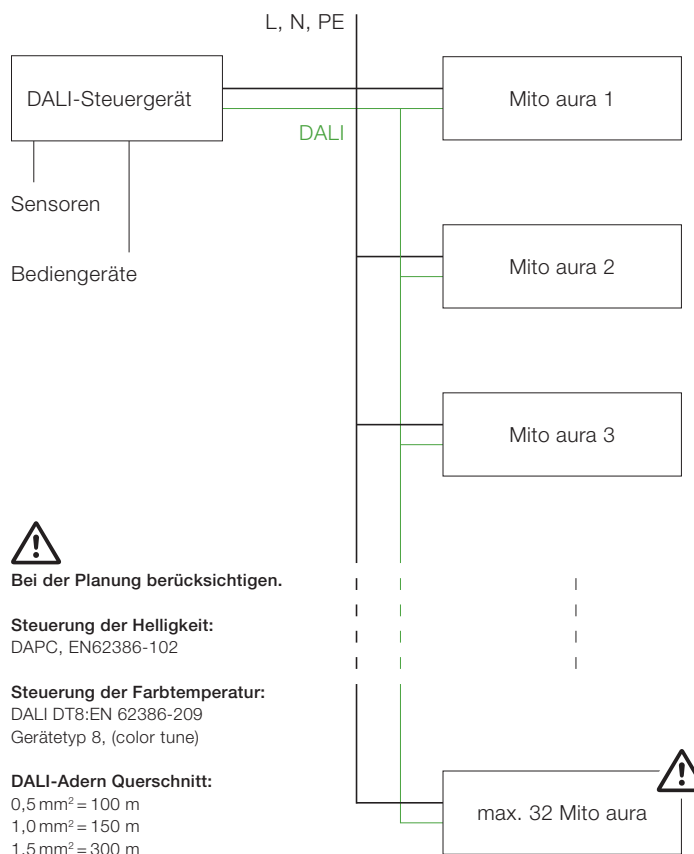 L, N, PE
DALI-Steuergerät
Mito aura 1
DALI
Sensoren
Bediengeräte
Mito aura 2
Mito aura 3
Bei der Planung berücksichtigen.
Steuerung der Helligkeit:
DAPC, EN62386-102
Steuerung der Farbtemperatur:
DALI DT8:EN 62386-209
Gerätetyp 8, (color tune)
DALI-Adern Querschnitt:
0,5 mm² = 100 m
1,0 mm² = 150 m
1,5 mm² = 300 m
max. 32 Mito aura